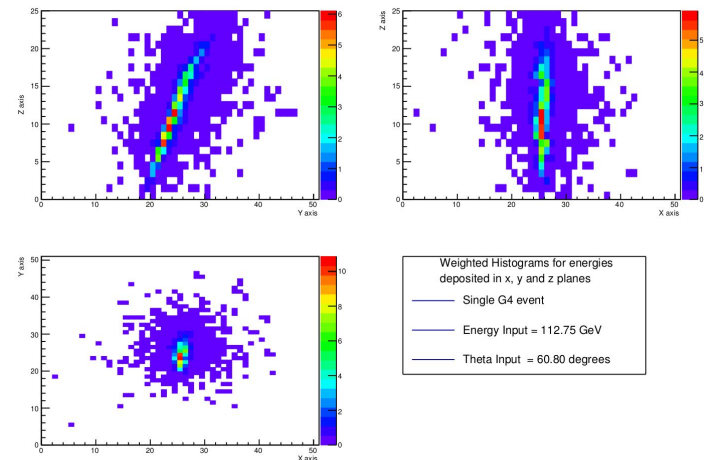 25
20
15
10
5
0
Z axis
0 10 20 30 40 50
Y axis
6
5
4
3
2
1
0
25
20
15
10
5
0
Z axis
0 10 20 30 40 50
X axis
5
4
3
2
1
0
50
40
30
20
10
0
Y axis
0 10 20 30 40 50
X axis
10
8
6
4
2
0
Weighted Histograms for energies
deposited in x, y and z planes
Single G4 event
Energy Input = 112.75 GeV
Theta Input = 60.80 degrees